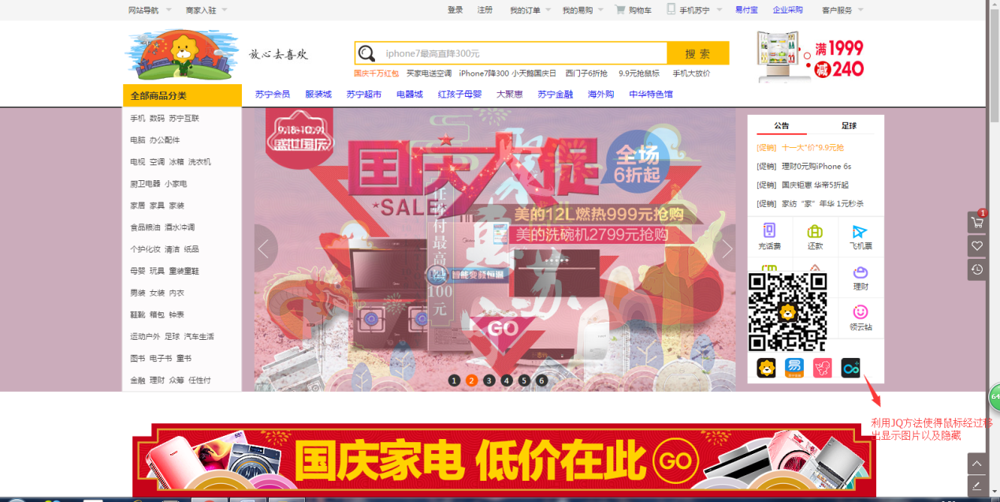 网站导航 商家入驻 登录 注册 我的订单 我的易购 购物车 手机苏宁 易付宝 企业采购 客户服务
放心去喜欢
iphone7最高直降300元 搜 索
满1999
减240
国庆千万红包 买家电送空调 iPhone7降300 小天鹅国庆日 西门子6折抢 9.9元抢鼠标 手机大放价
全部商品分类 苏宁会员 服装城 苏宁超市 电器城 红孩子母婴 大聚惠 苏宁金融 海外购 中华特色馆
手机 数码 苏宁互联
电脑 办公配件
电视 空调 冰箱 洗衣机
厨卫电器 小家电
家居 家具 家装
食品粮油 酒水冲调
个护化妆 清洁 纸品
母婴 玩具 童装童鞋
男装 女装 内衣
鞋靴 箱包 钟表
运动户外 足球 汽车生活
图书 电子书 童书
金融 理财 众筹 任性付
9.18-10.9
盛世国庆
国庆大促
SALE
全场
6折起
美的12L燃热999元抢购
美的洗碗机2799元抢购
智能变频恒温
任性付最高
100
元
GO
1 2 3 4 5 6
公告 足球
[促销] 十一大"价"9.9元抢
[促销] 理财0元购iPhone 6s
[促销] 国庆钜惠 华帝5折起
[促销] 家纺“家”年华 1元秒杀
充话费 还款 飞机票
理财
领云钻
易
1
64
利用JQ方法使得鼠标经过移
出显示图片以及隐藏
国庆家电 低价在此 GO